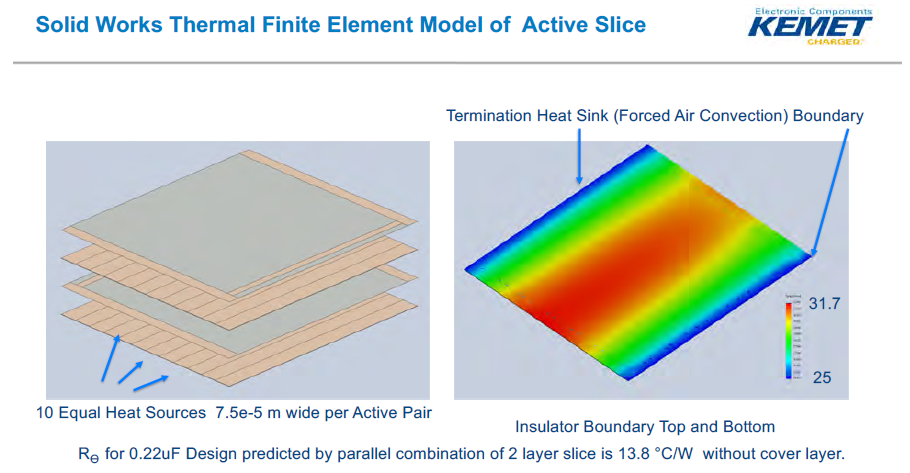 Solid Works Thermal Finite Element Model of Active Slice
Electronic Components
KEMET
CHARGED.
Termination Heat Sink (Forced Air Convection) Boundary
31.7
25
10 Equal Heat Sources 7.5e-5 m wide per Active Pair
Insulator Boundary Top and Bottom
RΘ for 0.22uF Design predicted by parallel combination of 2 layer slice is 13.8 °C/W without cover layer.